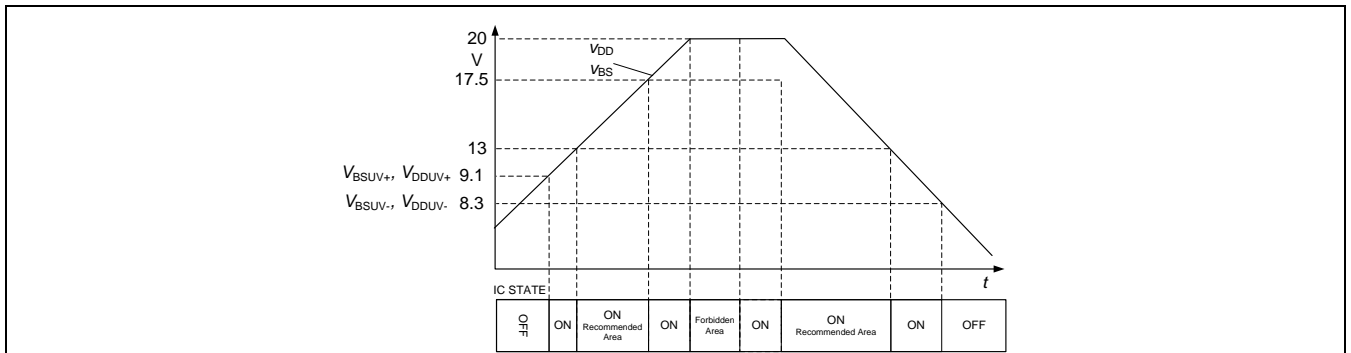 20
V
17.5
13
VBSUV+, VDDUV+ 9.1
VBSUV-, VDDUV- 8.3
vDD
vBS
t
IC STATE
OFF
ON
ON
Recommended
Area
ON
Forbidden
Area
ON
ON
Recommended Area
ON
OFF